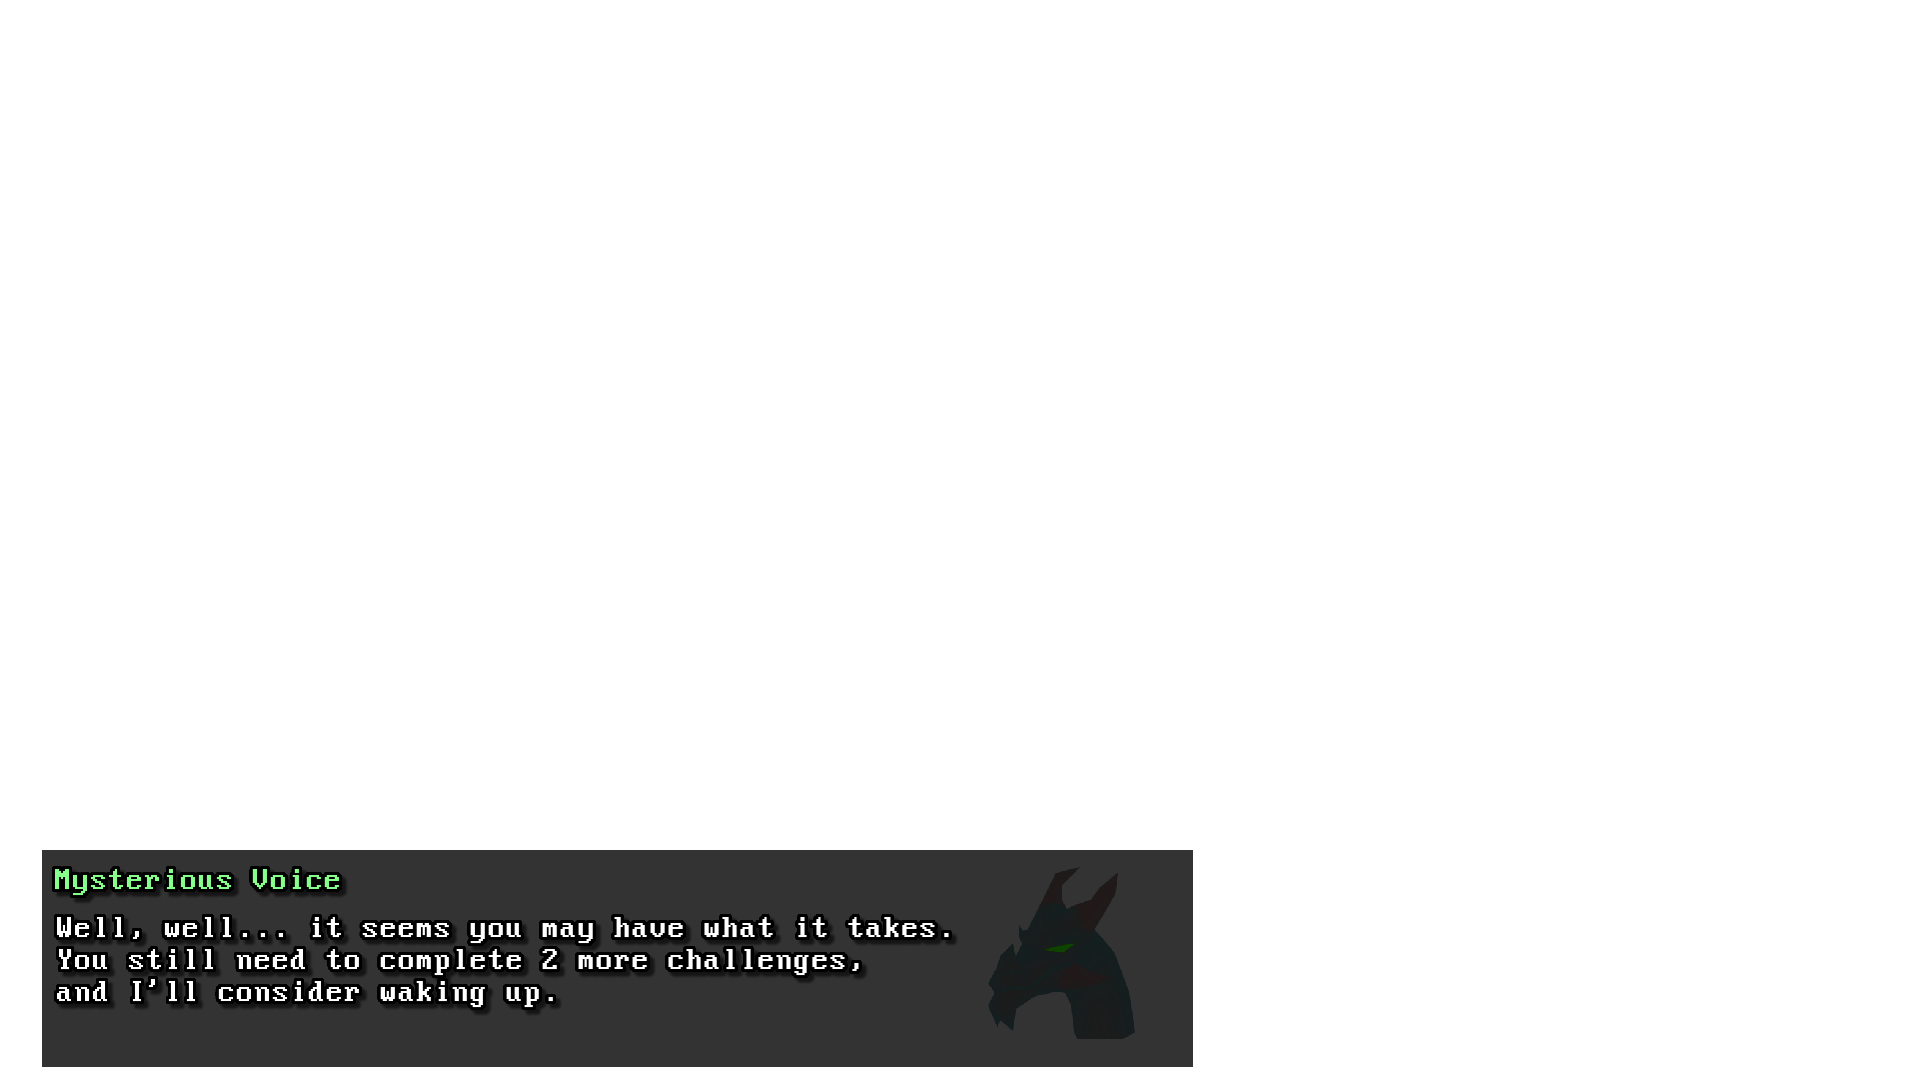 Mysterious Voice
Well, well... it seems you may have what it takes.
You still need to complete 2 more challenges,
and I'll consider waking up.